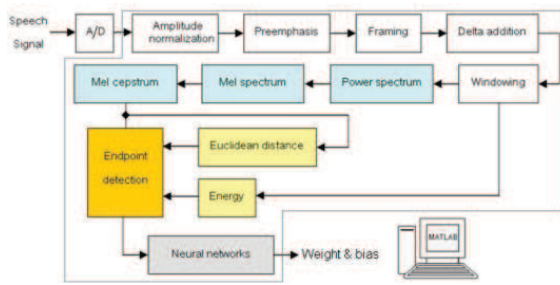 Speech
Signal
A/D
Amplitude
normalization
Preemphasis
Framing
Delta addition
Mel cepstrum
Mel spectrum
Power spectrum
Windowing
Endpoint
detection
Euclidean distance
Energy
Neural networks
Weight & bias
MATLAB